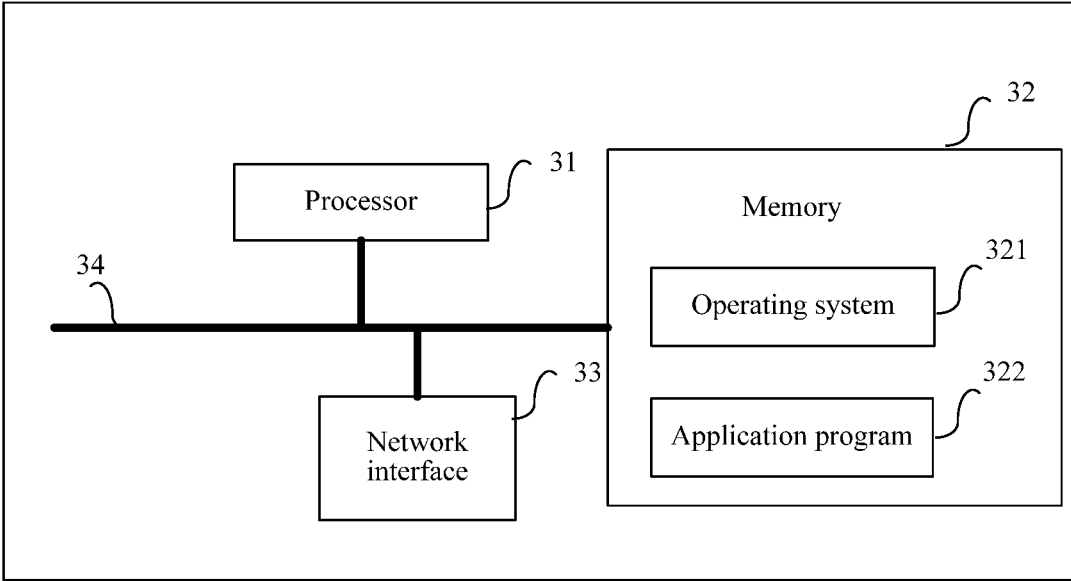 32
31
Processor
Memory
34
321
Operating system
33
322
Network
interface
Application program